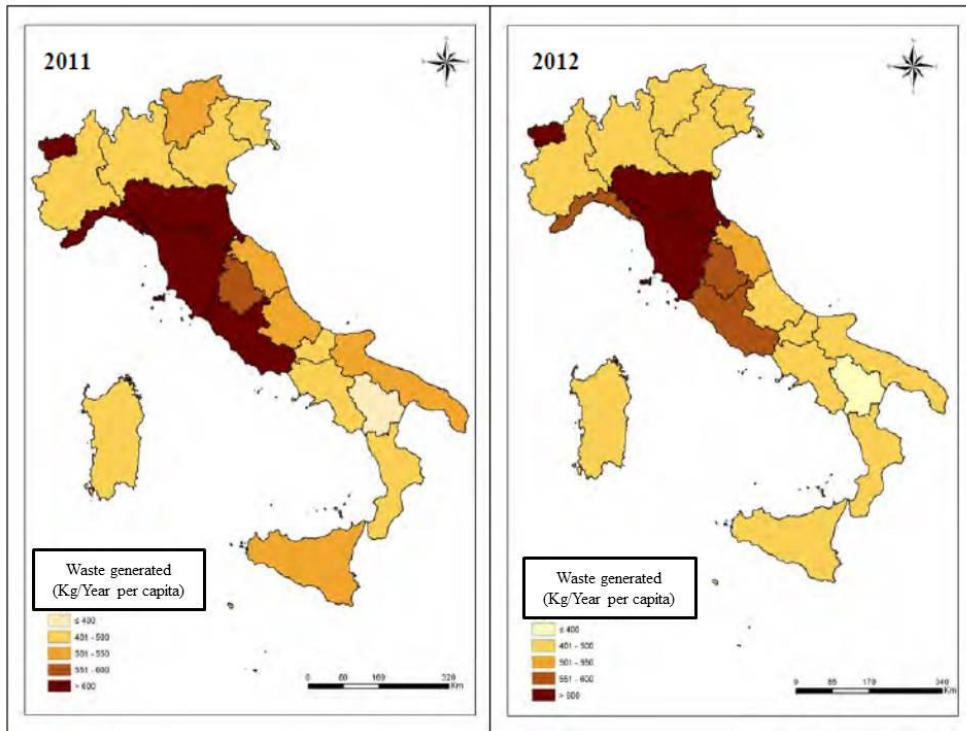 2011
Waste generated
(Kg/Year per capita)
≤ 400
401 - 500
501 - 550
551 - 600
> 600
0 80 160 320
Km
2012
Waste generated
(Kg/Year per capita)
≤ 400
401 - 500
501 - 550
551 - 600
> 600
0 85 170 340
Km